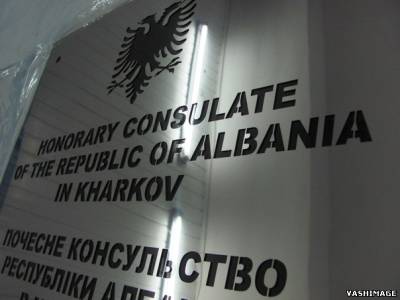 HONORARY CONSULATE
OF THE REPUBLIC OF ALBANIA
IN KHARKOV
ПОЧЕСНЕ КОНСУЛЬСТВО
РЕСПУБЛІКИ
VASHIMAGE